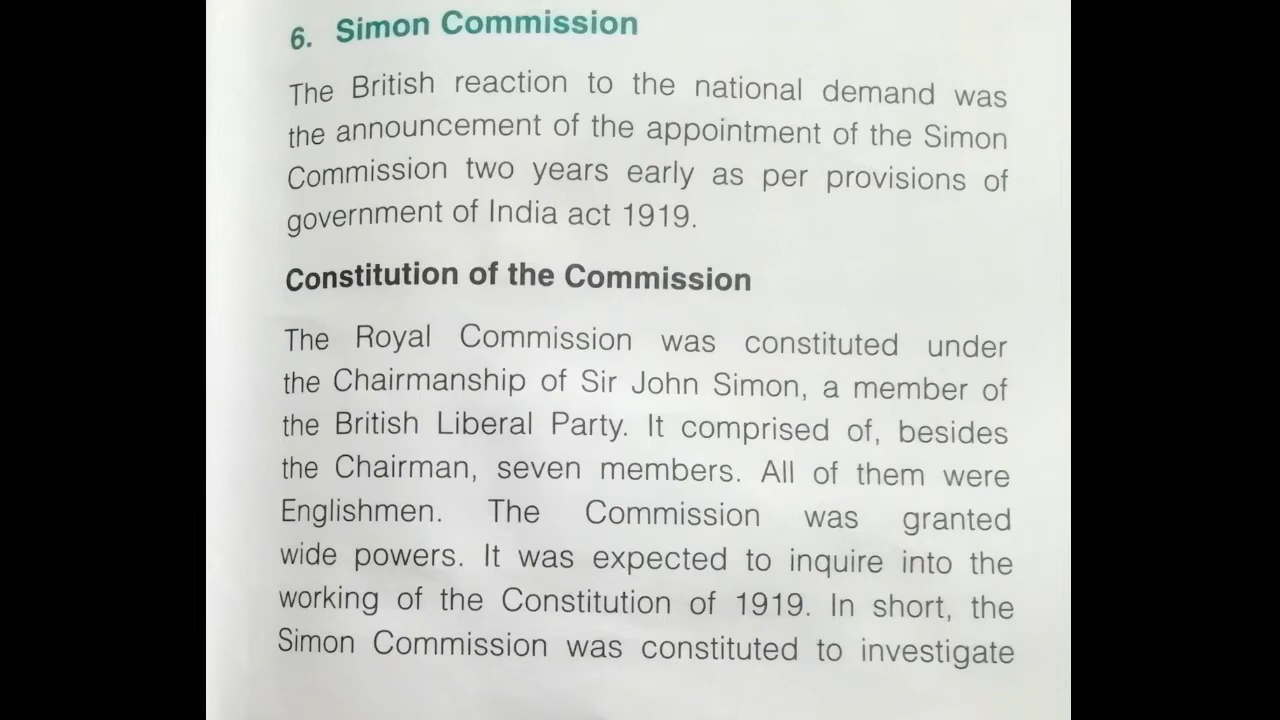 6. Simon Commission
The British reaction to the national demand was
the announcement of the appointment of the Simon
Commission two years early as per provisions of
government of India act 1919.
Constitution of the Commission
The Royal Commission was constituted under
the Chairmanship of Sir John Simon, a member of
the British Liberal Party. It comprised of, besides
the Chairman, seven members. All of them were
Englishmen. The Commission was granted
wide powers. It was expected to inquire into the
working of the Constitution of 1919. In short, the
Simon Commission was constituted to investigate